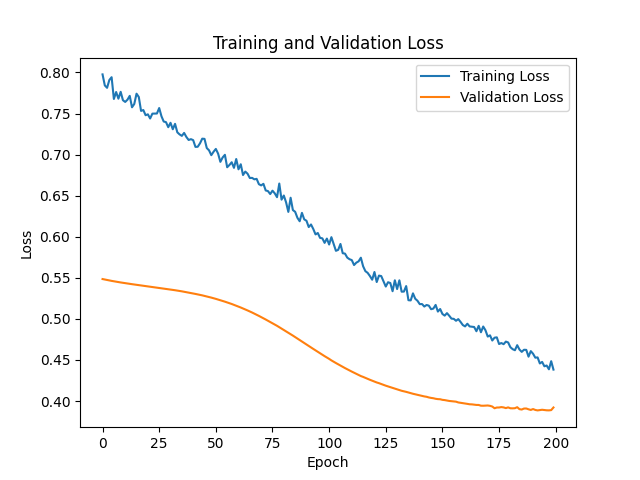 Training and Validation Loss
Training Loss
Validation Loss
0.80
0.75
0.70
0.65
0.60
0.55
0.50
0.45
0.40
Loss
0 25 50 75 100 125 150 175 200
Epoch